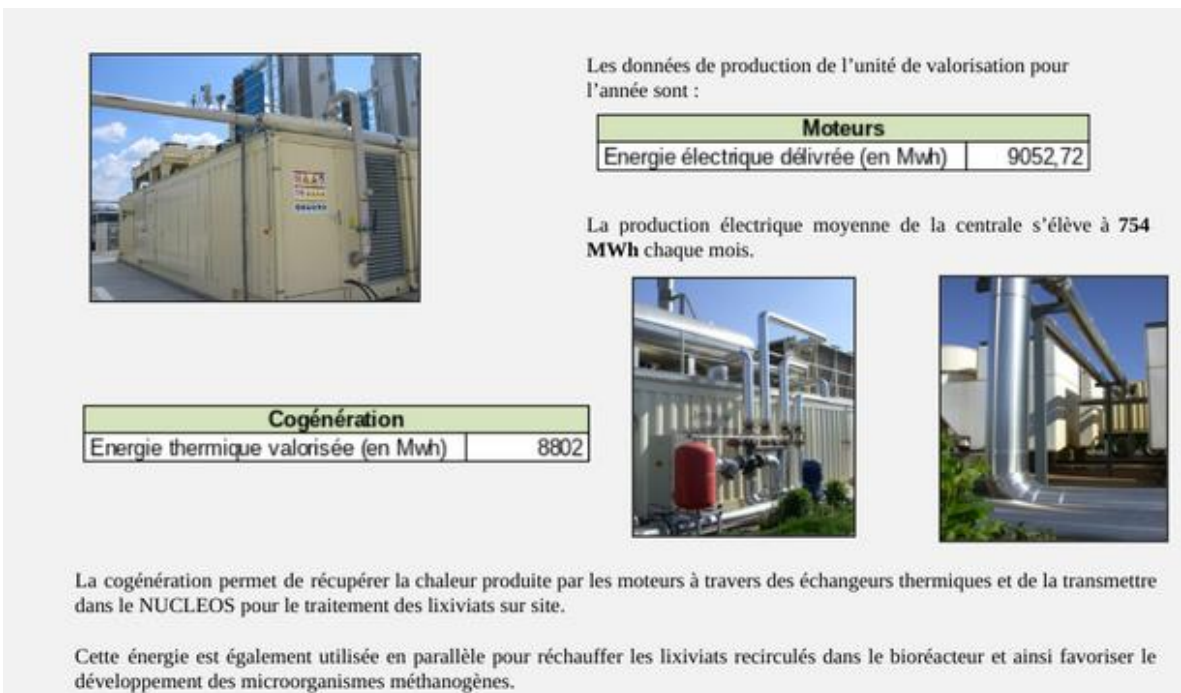 Les données de production de l’unité de valorisation pour
l’année sont :
Moteurs
Energie électrique délivrée (en Mwh) 9052,72
La production électrique moyenne de la centrale s’élève à 754
MWh chaque mois.
Cogénération
Energie thermique valorisée (en Mwh) 8802
La cogénération permet de récupérer la chaleur produite par les moteurs à travers des échangeurs thermiques et de la transmettre
dans le NUCLEOS pour le traitement des lixiviats sur site.
Cette énergie est également utilisée en parallèle pour réchauffer les lixiviats recirculés dans le bioréacteur et ainsi favoriser le
développement des microorganismes méthanogènes.